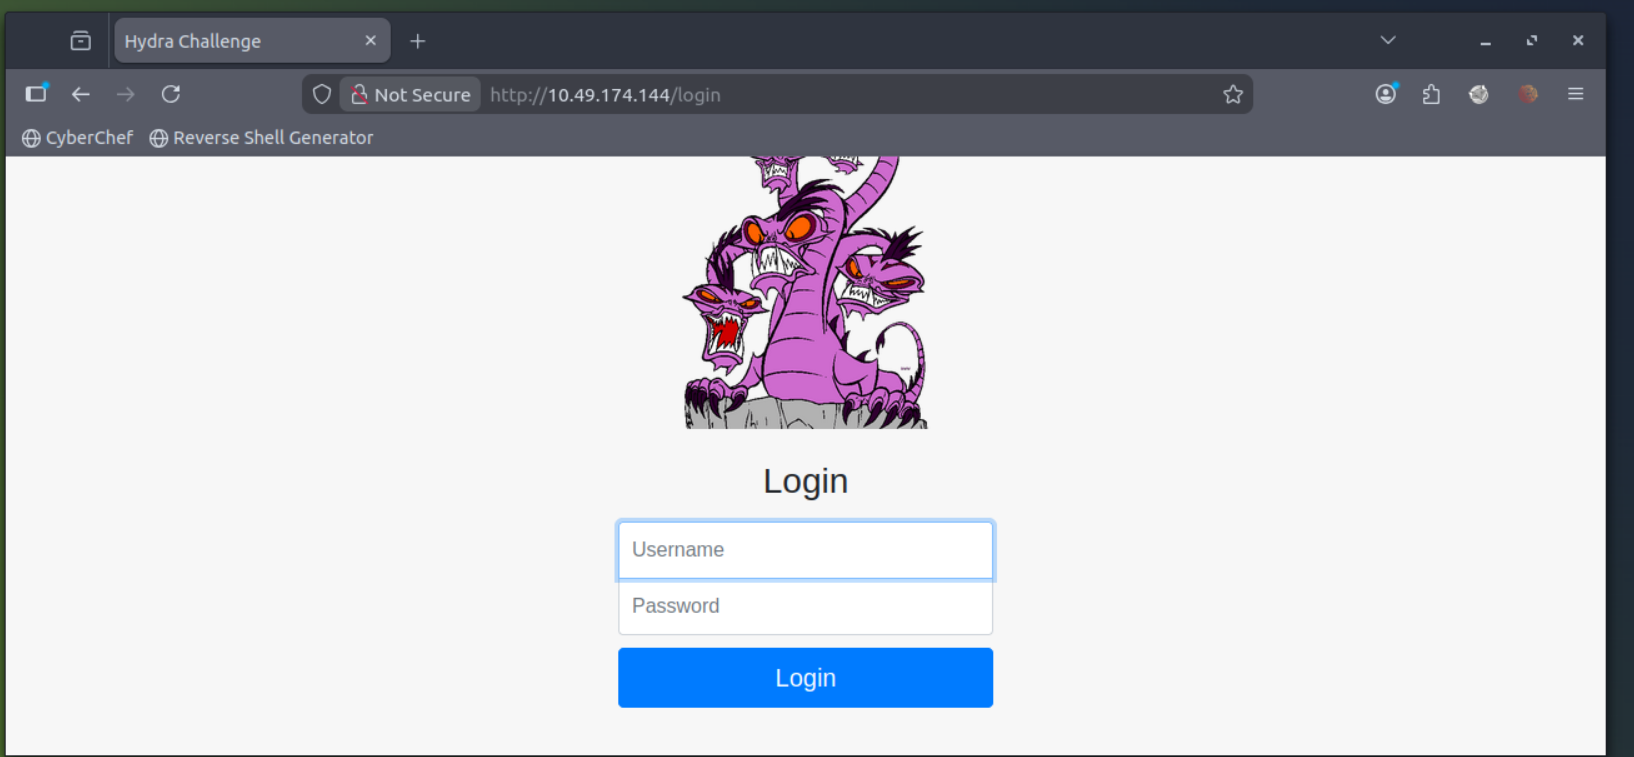 Hydra Challenge
Not Secure http://10.49.174.144/login
CyberChef Reverse Shell Generator
Login
Username
Password
Login